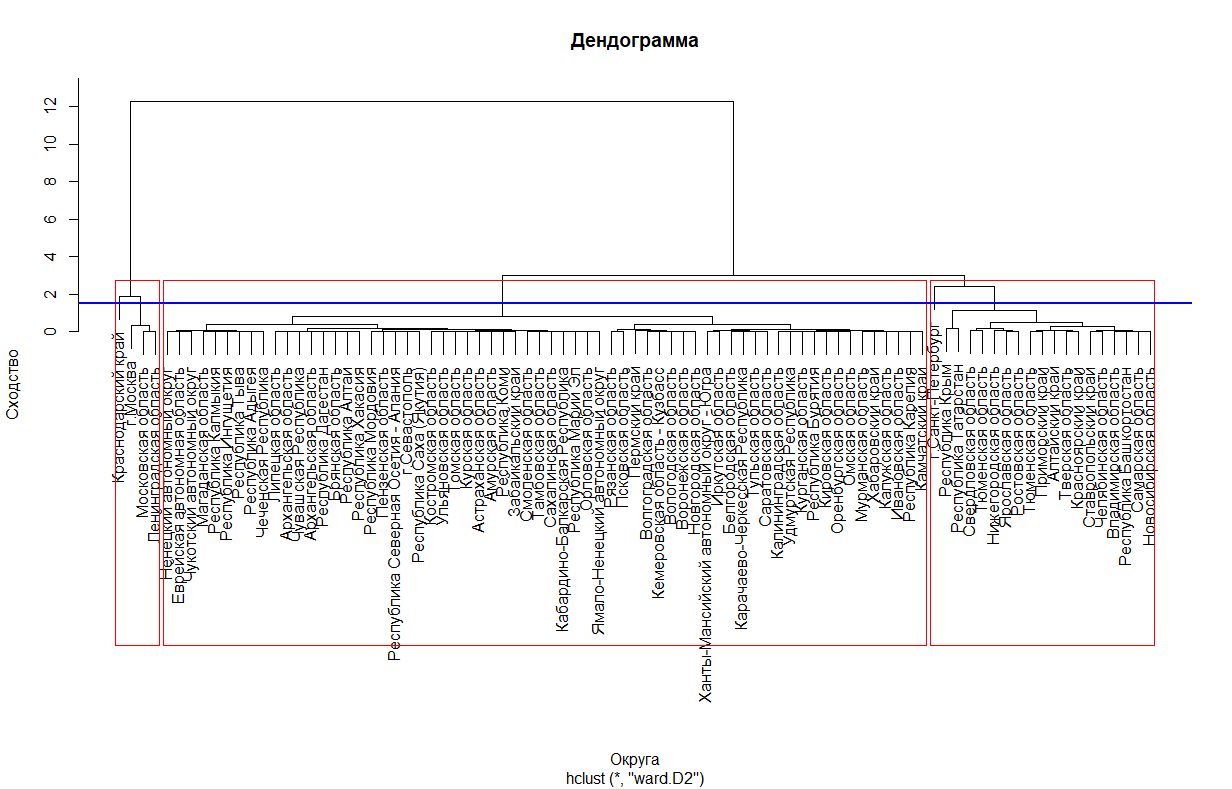 Дендограмма
Сходство
12
10
8
6
4
2
0
Краснодарский край
г.Москва
Московская область
Ленинградская область
Ненецкий автономный округ
Еврейская автономная область
Чукотский автономный округ
Магаданская область
Республика Калмыкия
Республика Ингушетия
Республика Тыва
Республика Адыгея
Чеченская Республика
Липецкая область
Архангельская область
Чувашская Республика
Архангельская область
Республика Дагестан
Брянская область
Республика Алтай
Республика Хакасия
Республика Мордовия
Пензенская область
Республика Северная Осетия - Алания
г.Севастополь
Республика Саха (Якутия)
Костромская область
Ульяновская область
Томская область
Курская область
Астраханская область
Амурская область
Республика Коми
Забайкальский край
Смоленская область
Тамбовская область
Сахалинская область
Кабардино-Балкарская Республика
Республика Марий Эл
Орловская область
Ямало-Ненецкий автономный округ
Рязанская область
Псковская область
Пермский край
Волгоградская область
Кемеровская область - Кузбасс
Вологодская область
Воронежская область
Новгородская область
Ханты-Мансийский автономный округ - Югра
Иркутская область
Белгородская область
Карачаево-Черкесская Республика
Тульская область
Саратовская область
Калининградская область
Удмуртская Республика
Курганская область
Республика Бурятия
Кировская область
Оренбургская область
Омская область
Мурманская область
Хабаровский край
Калужская область
Ивановская область
Республика Карелия
Камчатский край
г.Санкт-Петербург
Республика Крым
Республика Татарстан
Свердловская область
Тюменская область
Нижегородская область
Ярославская область
Ростовская область
Тюменская область
Приморский край
Алтайский край
Тверская область
Красноярский край
Ставропольский край
Челябинская область
Владимирская область
Республика Башкортостан
Самарская область
Новосибирская область
Округа
hclust (*, "ward.D2")